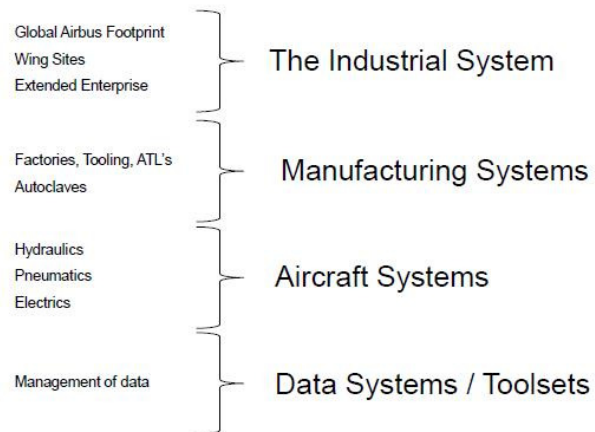 Global Airbus Footprint
Wing Sites
Extended Enterprise
The Industrial System
Factories, Tooling, ATL's
Autoclaves
Manufacturing Systems
Hydraulics
Pneumatics
Electrics
Aircraft Systems
Management of data
Data Systems / Toolsets